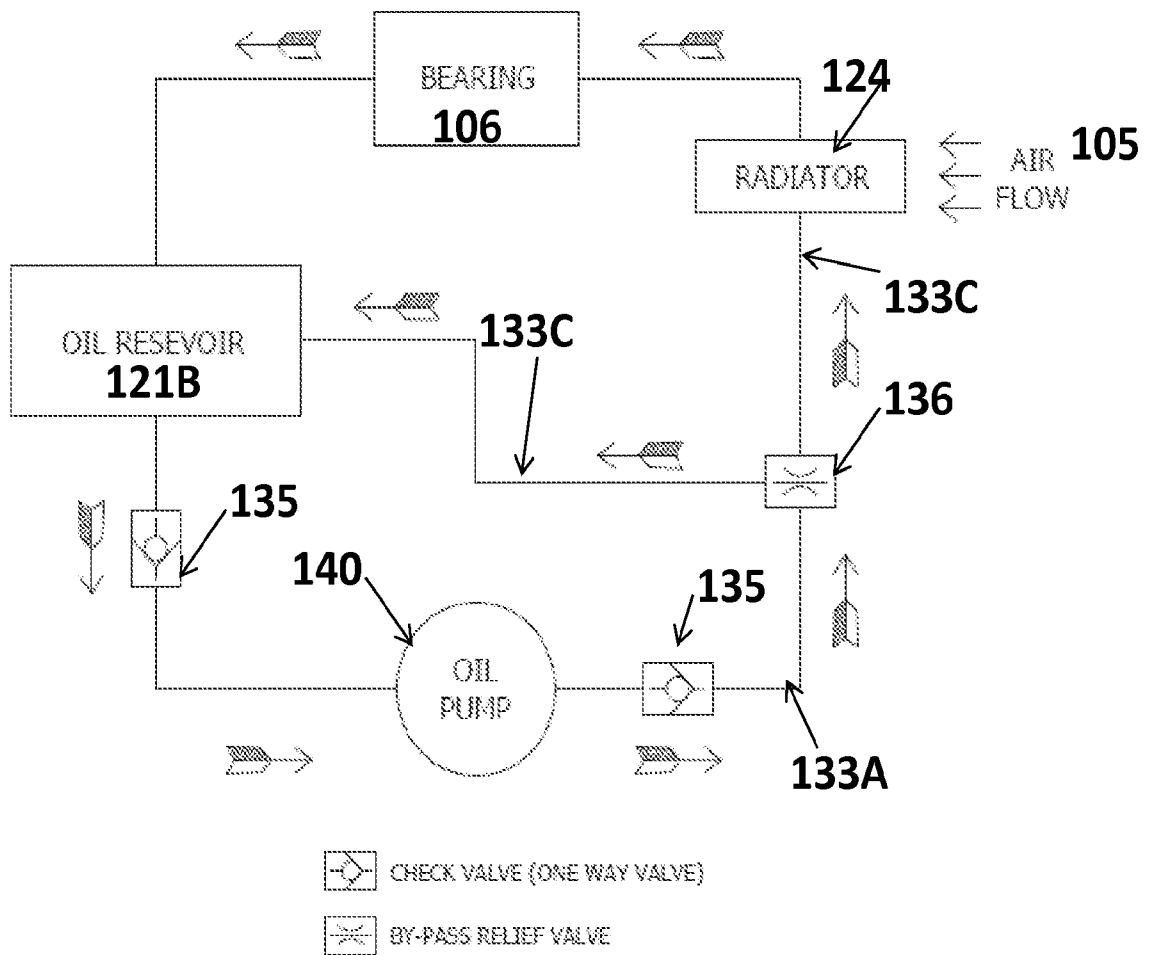 BEARING
106
124
RADIATOR
AIR
FLOW
105
133C
OIL RESEVOIR
121B
133C
136
135
140
OIL
PUMP
135
133A
CHECK VALVE (ONE WAY VALVE)
BY-PASS RELIEF VALVE